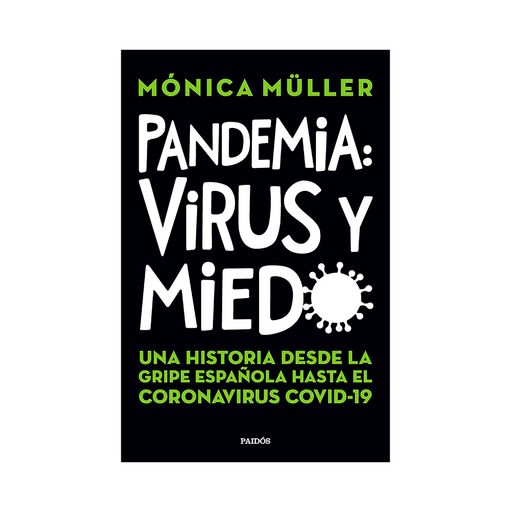 MÓNICA MÜLLER
PANDEMiA:
ViRUS Y
MiEDO
UNA HISTORIA DESDE LA
GRIPE ESPAÑOLA HASTA EL
CORONAVIRUS COVID-19
PAIDÓS